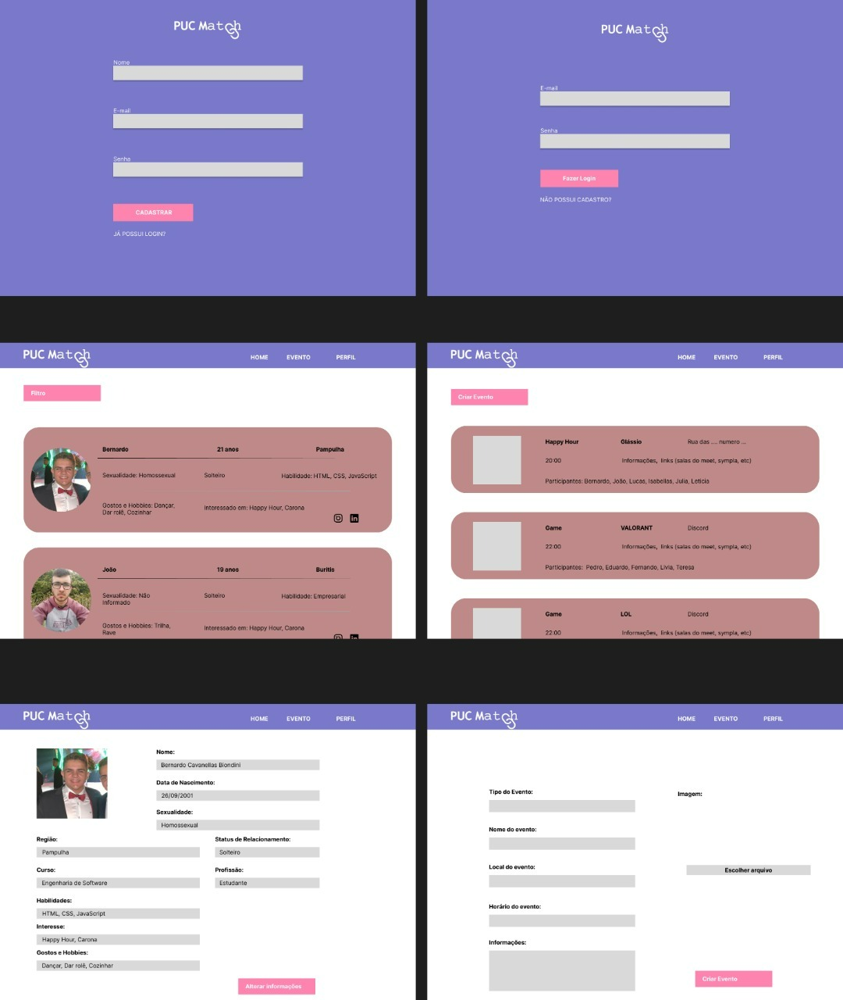 PUC Match
Nome
E-mail
Senha
CADASTRAR
JÁ POSSUI LOGIN?
PUC Match
E-mail
Senha
Fazer Login
NÃO POSSUI CADASTRO?
PUC Match
HOME EVENTO PERFIL
Filtro
Bernardo 21 anos Pampulha
Sexualidade: Homossexual Solteiro Habilidade: HTML, CSS, JavaScript
Gostos e Hobbies: Dançar, Interessado em: Happy Hour, Carona
Dar rolê, Cozinhar
João 19 anos Buritis
Sexualidade: Não Solteiro Habilidade: Empresarial
Informado
Gostos e Hobbies: Trilha, Interessado em: Happy Hour, Carona
Rave
PUC Match
HOME EVENTO PERFIL
Criar Evento
Happy Hour Glássio Rua das .... numero ...
20:00 Informações, links (salas do meet, sympla, etc)
Participantes: Bernardo, João, Lucas, Isabellas, Julia, Leticia
Game VALORANT Discord
22:00 Informações, links (salas do meet, sympla, etc)
Participantes: Pedro, Eduardo, Fernando, Livia, Teresa
Game LOL Discord
22:00 Informações, links (salas do meet, sympla, etc)
PUC Match
HOME EVENTO PERFIL
Nome:
Bernardo Cavanellas Biondini
Data de Nascimento:
26/09/2001
Sexualidade:
Homossexual
Região: Status de Relacionamento:
Pampulha Solteiro
Curso: Profissão:
Engenharia de Software Estudante
Habilidades:
HTML, CSS, JavaScript
Interesse:
Happy Hour, Carona
Gostos e Hobbies:
Dançar, Dar rolê, Cozinhar
Alterar informações
PUC Match
HOME EVENTO PERFIL
Tipo do Evento:
Imagem:
Nome do evento:
Local do evento:
Escolher arquivo
Horário do evento:
Informações:
Criar Evento